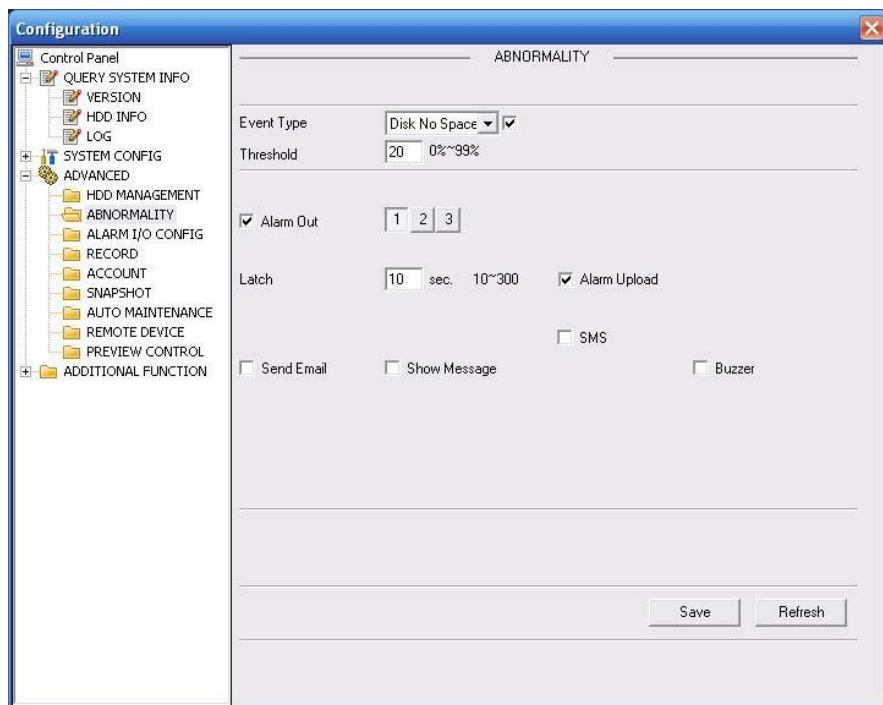 Configuration
Control Panel
QUERY SYSTEM INFO
VERSION
HDD INFO
LOG
SYSTEM CONFIG
ADVANCED
HDD MANAGEMENT
ABNORMALITY
ALARM I/O CONFIG
RECORD
ACCOUNT
SNAPSHOT
AUTO MAINTENANCE
REMOTE DEVICE
PREVIEW CONTROL
ADDITIONAL FUNCTION
ABNORMALITY
Event Type Disk No Space
Threshold 20 0%~99%
Alarm Out 1 2 3
Latch 10 sec. 10~300 Alarm Upload
SMS
Send Email Show Message Buzzer
Save Refresh